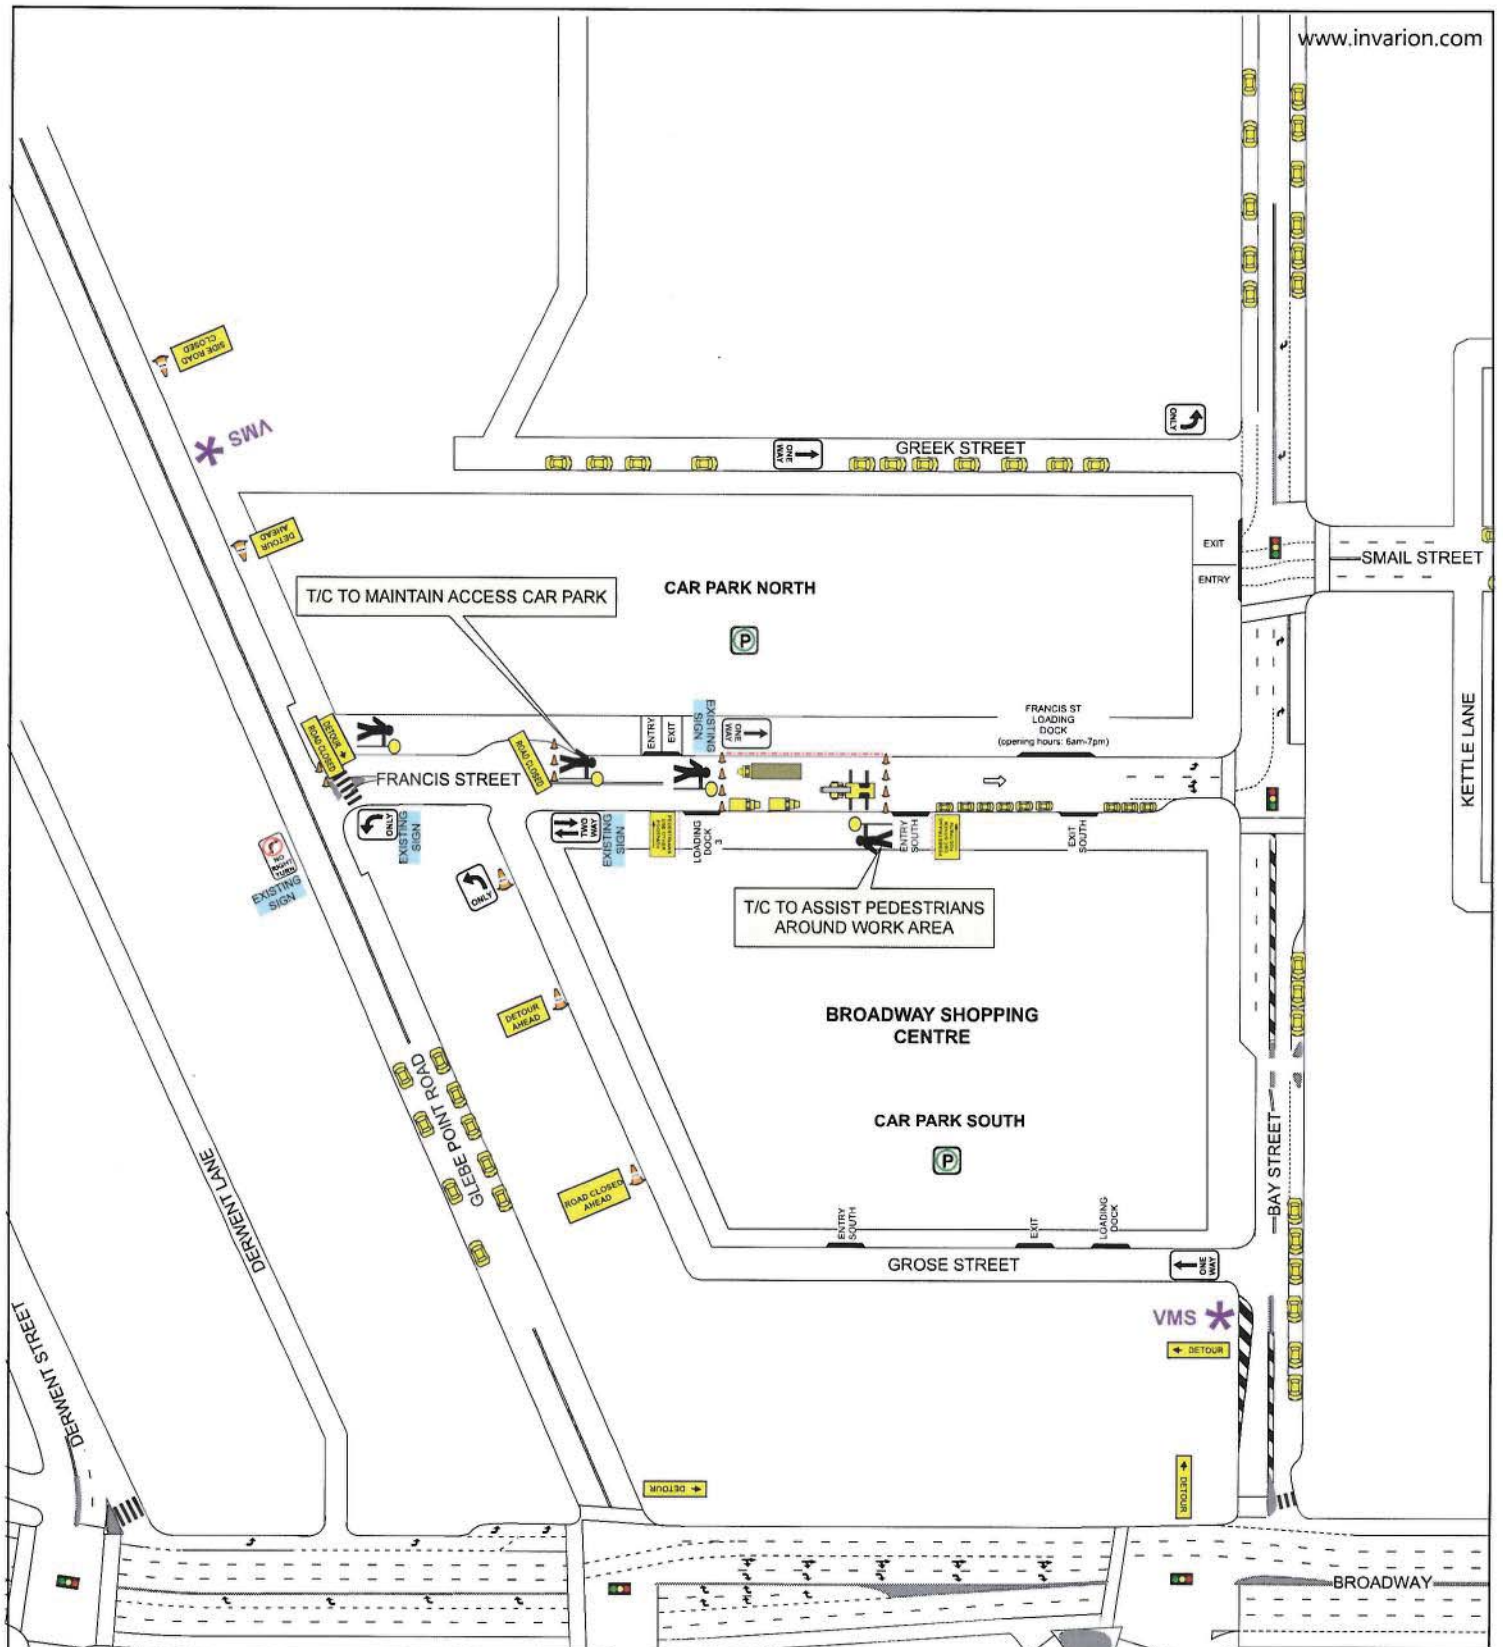 www.invarion.com
SIDE ROAD
CLOSED
VMS
ONLY
ONE
WAY
GREEK STREET
DETOUR
AHEAD
EXIT
ENTRY
SMAIL STREET
T/C TO MAINTAIN ACCESS CAR PARK
CAR PARK NORTH
P
KETTLE LANE
DETOUR
ROAD CLOSED
ROAD CLOSED
ENTRY
EXIT
EXISTING
SIGN
ONE
WAY
FRANCIS ST
LOADING
DOCK
(opening hours: 6am-7pm)
FRANCIS STREET
ONLY
EXISTING
SIGN
TWO
WAY
EXISTING
SIGN
LOADING
DOCK
3
ENTRY
SOUTH
EXIT
SOUTH
NO
RIGHT
TURN
EXISTING
SIGN
ONLY
T/C TO ASSIST PEDESTRIANS
AROUND WORK AREA
DETOUR
AHEAD
BROADWAY SHOPPING
CENTRE
GLEBE POINT ROAD
CAR PARK SOUTH
P
BAY STREET
DERWENT LANE
ROAD CLOSED
AHEAD
ENTRY
SOUTH
EXIT
LOADING
DOCK
GROSE STREET
ONE
WAY
VMS
DETOUR
DERWENT STREET
DETOUR
DETOUR
BROADWAY